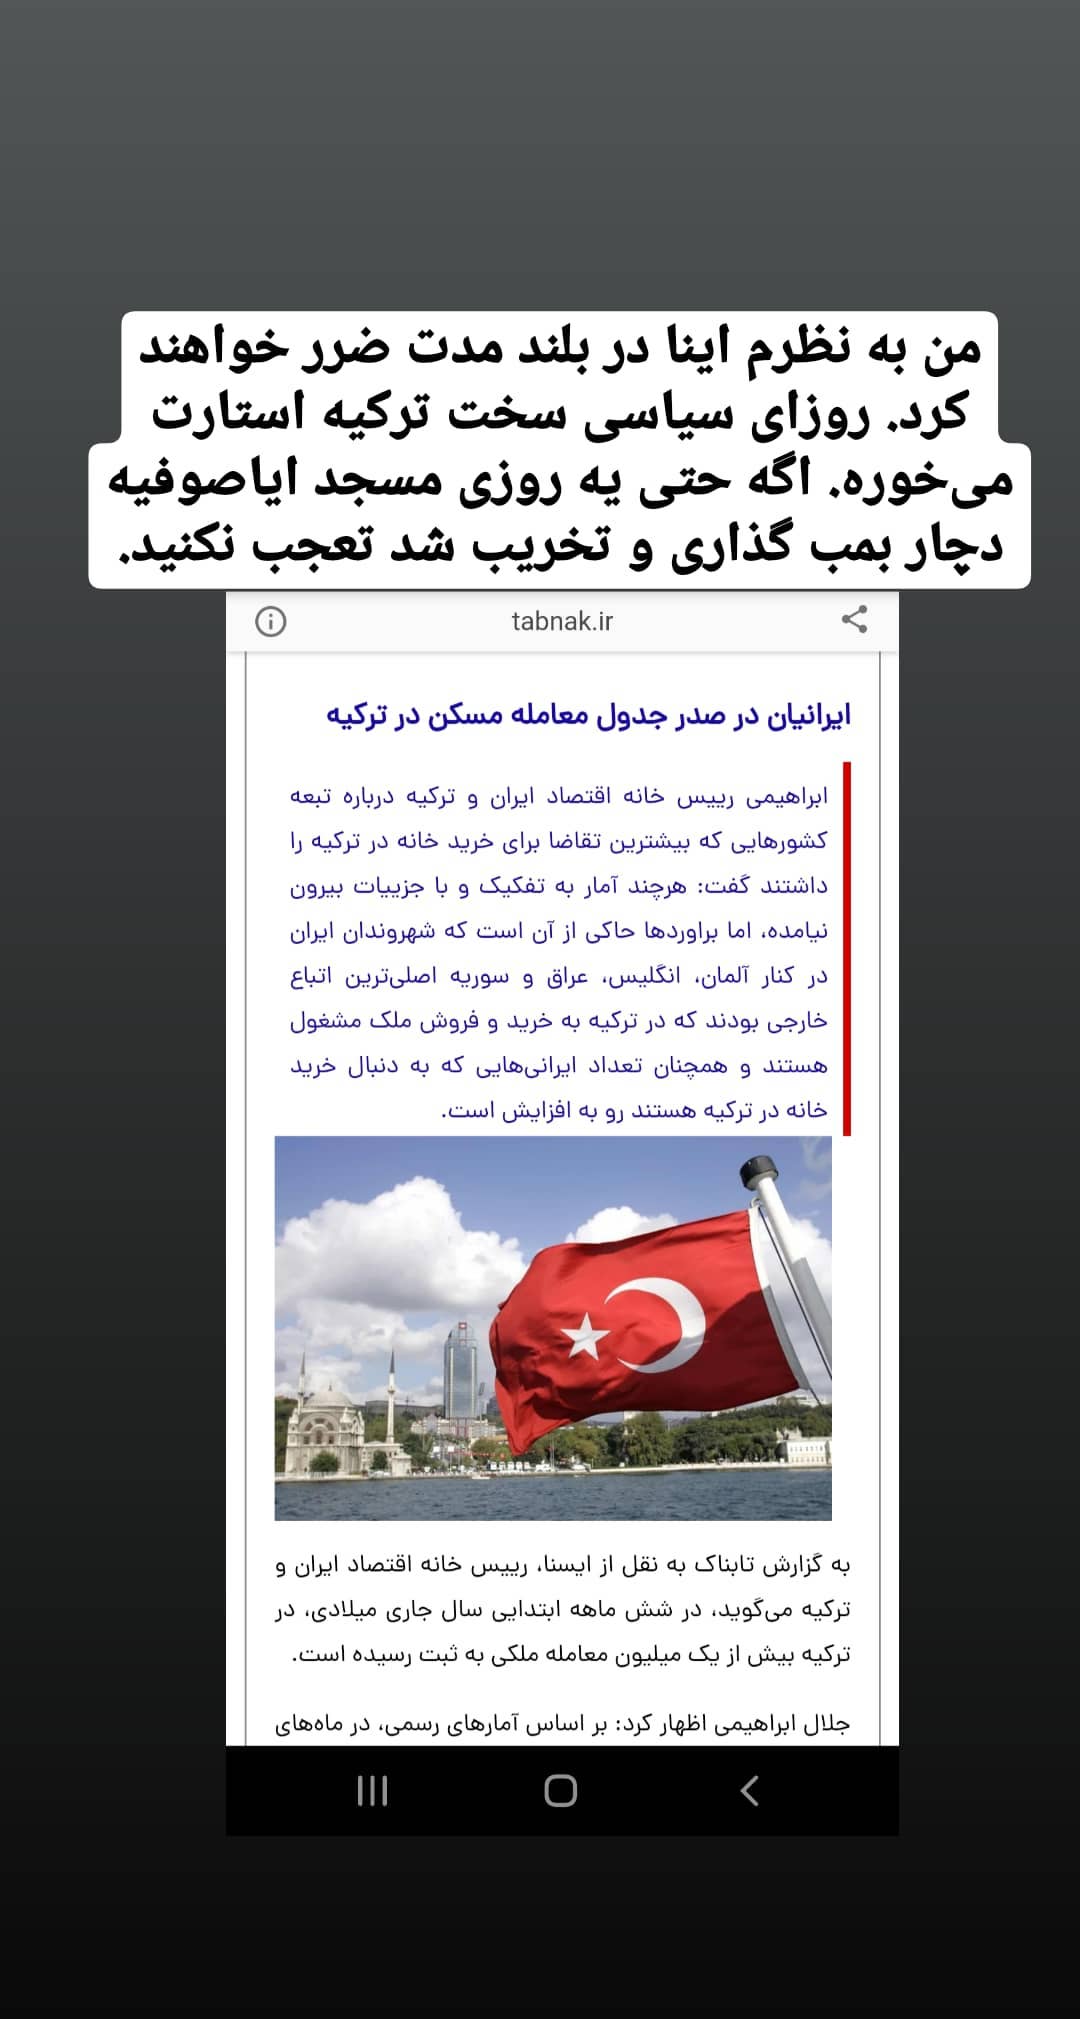 من به نظرم اینا در بلند مدت ضرر خواهند
کرد. روزای سیاسی سخت ترکیه استارت
می‌خوره. اگه حتی یه روزی مسجد ایاصوفیه
دچار بمب گذاری و تخریب شد تعجب نکنید.
tabnak.ir
ایرانیان در صدر جدول معامله مسکن در ترکیه
ابراهیمی رییس خانه اقتصاد ایران و ترکیه درباره تبعه
کشورهایی که بیشترین تقاضا برای خرید خانه در ترکیه را
داشتند گفت: هرچند آمار به تفکیک و با جزییات بیرون
نیامده، اما براوردها حاکی از آن است که شهروندان ایران
در کنار آلمان، انگلیس، عراق و سوریه اصلی‌ترین اتباع
خارجی بودند که در ترکیه به خرید و فروش ملک مشغول
هستند و همچنان تعداد ایرانی‌هایی که به دنبال خرید
خانه در ترکیه هستند رو به افزایش است.
به گزارش تابناک به نقل از ایسنا، رییس خانه اقتصاد ایران و
ترکیه می‌گوید، در شش ماهه ابتدایی سال جاری میلادی، در
ترکیه بیش از یک میلیون معامله ملکی به ثبت رسیده است.
جلال ابراهیمی اظهار کرد: بر اساس آمارهای رسمی، در ماه‌های